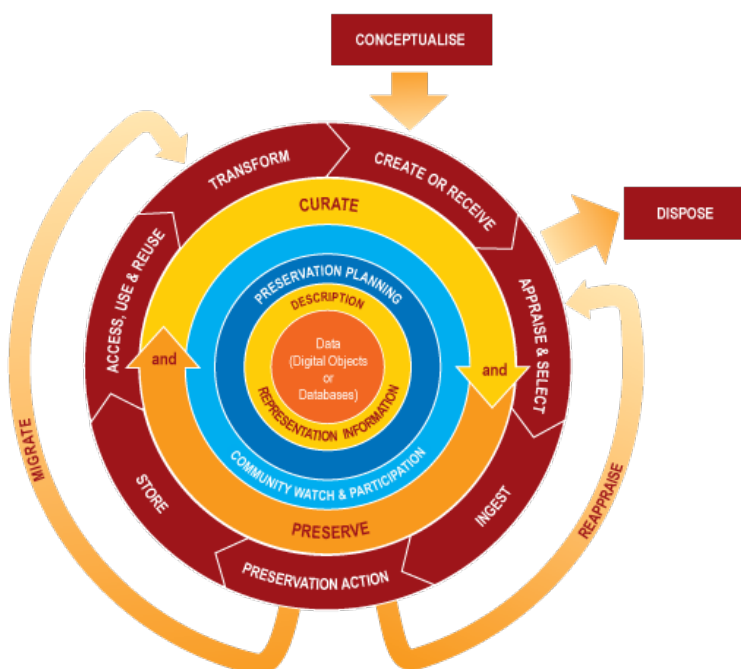 CONCEPTUALISE
CREATE OR RECEIVE
APPRAISE & SELECT
DISPOSE
INGEST
REAPPRAISE
PRESERVATION ACTION
MIGRATE
STORE
ACCESS, USE & REUSE
TRANSFORM
CURATE
and
PRESERVE
and
COMMUNITY WATCH & PARTICIPATION
PRESERVATION PLANNING
DESCRIPTION
REPRESENTATION INFORMATION
Data
(Digital Objects
or
Databases)